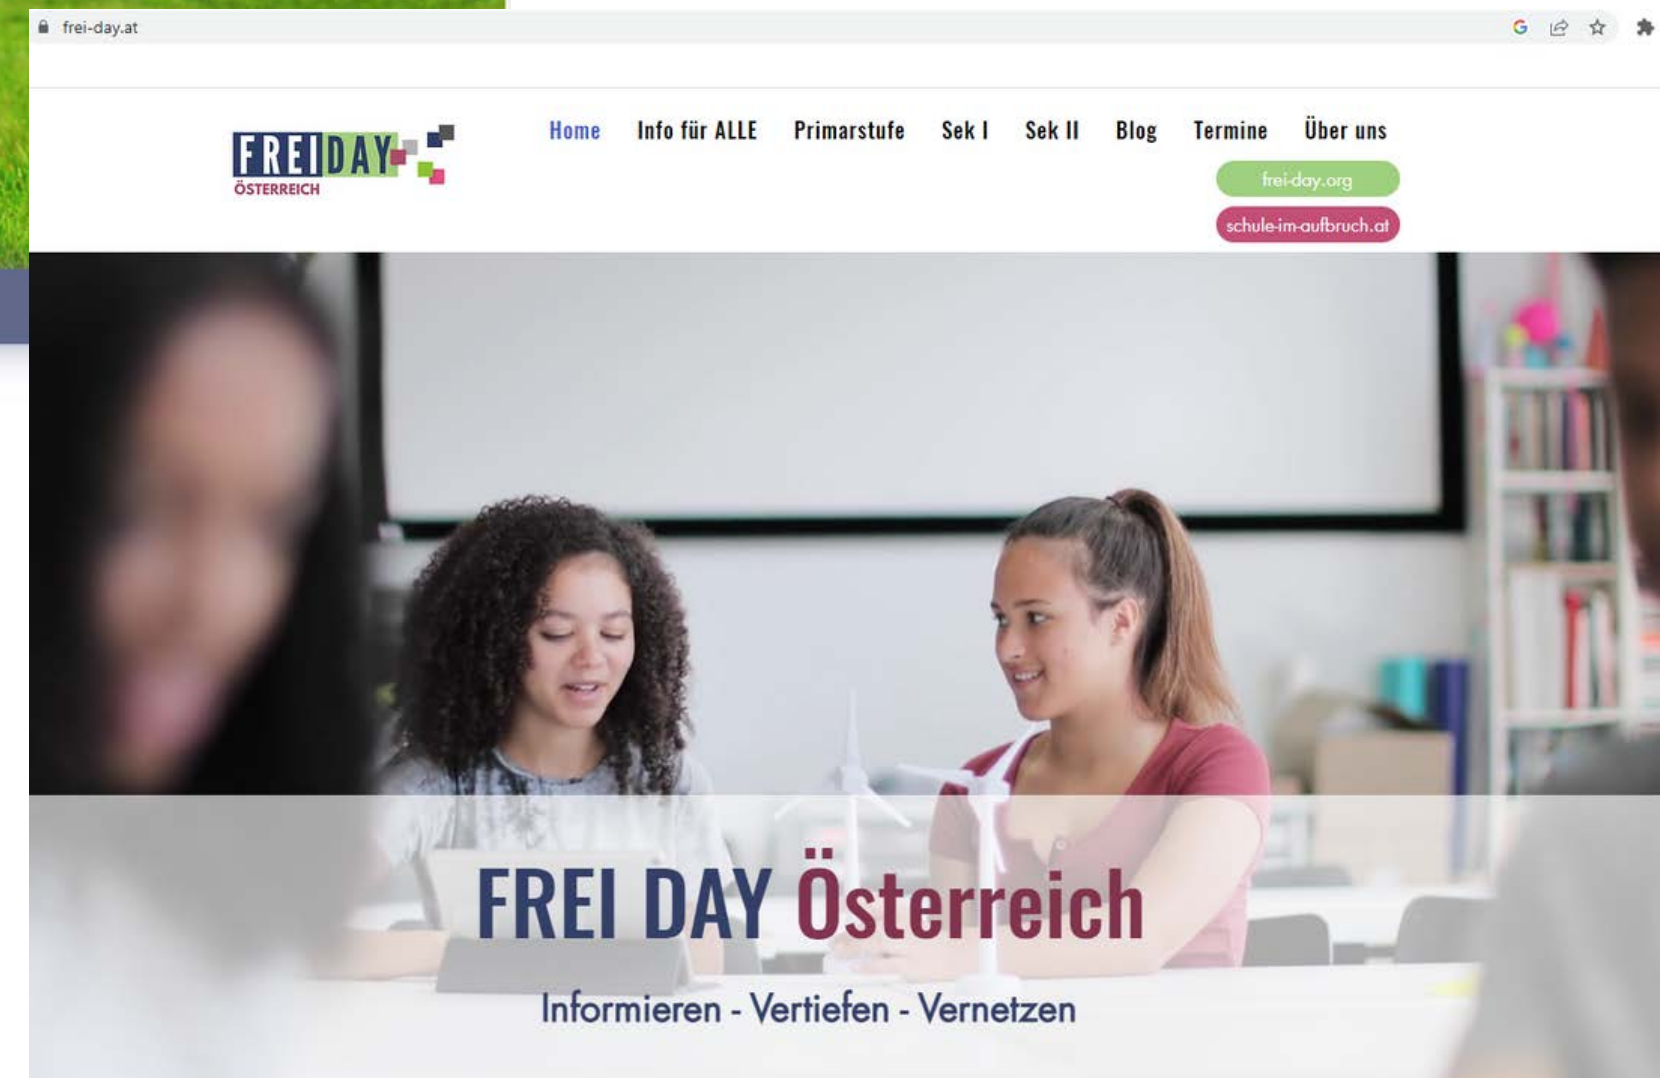 frei-day.at
FREIDAY
ÖSTERREICH
Home Info für ALLE Primarstufe Sek I Sek II Blog Termine Über uns
frei-day.org
schule-im-aufbruch.at
FREI DAY Österreich
Informieren - Vertiefen - Vernetzen